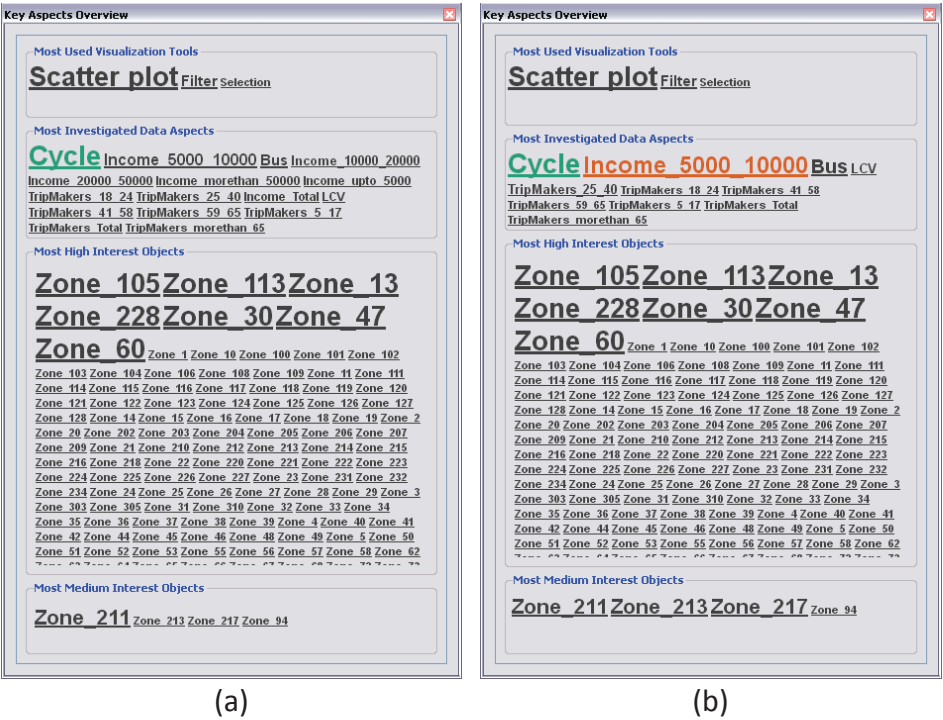 Key Aspects Overview
Most Used Visualization Tools
Scatter plot Filter Selection
Most Investigated Data Aspects
Cycle Income_5000_10000 Bus Income_10000_20000
Income_20000_50000 Income_morethan_50000 Income_upto_5000
TripMakers_18_24 TripMakers_25_40 Income_Total LCV
TripMakers_41_58 TripMakers_59_65 TripMakers_5_17
TripMakers_Total TripMakers_morethan_65
Most High Interest Objects
Zone_105 Zone_113 Zone_13
Zone_228 Zone_30 Zone_47
Zone_60 Zone_1 Zone_10 Zone_100 Zone_101 Zone_102
Zone_103 Zone_104 Zone_106 Zone_108 Zone_109 Zone_11 Zone_111
Zone_114 Zone_115 Zone_116 Zone_117 Zone_118 Zone_119 Zone_120
Zone_121 Zone_122 Zone_123 Zone_124 Zone_125 Zone_126 Zone_127
Zone_128 Zone_14 Zone_15 Zone_16 Zone_17 Zone_18 Zone_19 Zone_2
Zone_20 Zone_202 Zone_203 Zone_204 Zone_205 Zone_206 Zone_207
Zone_209 Zone_21 Zone_210 Zone_212 Zone_213 Zone_214 Zone_215
Zone_216 Zone_218 Zone_22 Zone_220 Zone_221 Zone_222 Zone_223
Zone_224 Zone_225 Zone_226 Zone_227 Zone_23 Zone_231 Zone_232
Zone_234 Zone_24 Zone_25 Zone_26 Zone_27 Zone_28 Zone_29 Zone_3
Zone_303 Zone_305 Zone_31 Zone_310 Zone_32 Zone_33 Zone_34
Zone_35 Zone_36 Zone_37 Zone_38 Zone_39 Zone_4 Zone_40 Zone_41
Zone_42 Zone_44 Zone_45 Zone_46 Zone_48 Zone_49 Zone_5 Zone_50
Zone_51 Zone_52 Zone_53 Zone_55 Zone_56 Zone_57 Zone_58 Zone_62
Most Medium Interest Objects
Zone_211 Zone_213 Zone_217 Zone_94
(a)
Key Aspects Overview
Most Used Visualization Tools
Scatter plot Filter Selection
Most Investigated Data Aspects
Cycle Income_5000_10000 Bus LCV
TripMakers_25_40 TripMakers_18_24 TripMakers_41_58
TripMakers_59_65 TripMakers_5_17 TripMakers_Total
TripMakers_morethan_65
Most High Interest Objects
Zone_105 Zone_113 Zone_13
Zone_228 Zone_30 Zone_47
Zone_60 Zone_1 Zone_10 Zone_100 Zone_101 Zone_102
Zone_103 Zone_104 Zone_106 Zone_108 Zone_109 Zone_11 Zone_111
Zone_114 Zone_115 Zone_116 Zone_117 Zone_118 Zone_119 Zone_120
Zone_121 Zone_122 Zone_123 Zone_124 Zone_125 Zone_126 Zone_127
Zone_128 Zone_14 Zone_15 Zone_16 Zone_17 Zone_18 Zone_19 Zone_2
Zone_20 Zone_202 Zone_203 Zone_204 Zone_205 Zone_206 Zone_207
Zone_209 Zone_21 Zone_210 Zone_212 Zone_213 Zone_214 Zone_215
Zone_216 Zone_218 Zone_22 Zone_220 Zone_221 Zone_222 Zone_223
Zone_224 Zone_225 Zone_226 Zone_227 Zone_23 Zone_231 Zone_232
Zone_234 Zone_24 Zone_25 Zone_26 Zone_27 Zone_28 Zone_29 Zone_3
Zone_303 Zone_305 Zone_31 Zone_310 Zone_32 Zone_33 Zone_34
Zone_35 Zone_36 Zone_37 Zone_38 Zone_39 Zone_4 Zone_40 Zone_41
Zone_42 Zone_44 Zone_45 Zone_46 Zone_48 Zone_49 Zone_5 Zone_50
Zone_51 Zone_52 Zone_53 Zone_55 Zone_56 Zone_57 Zone_58 Zone_62
Most Medium Interest Objects
Zone_211 Zone_213 Zone_217 Zone_94
(b)